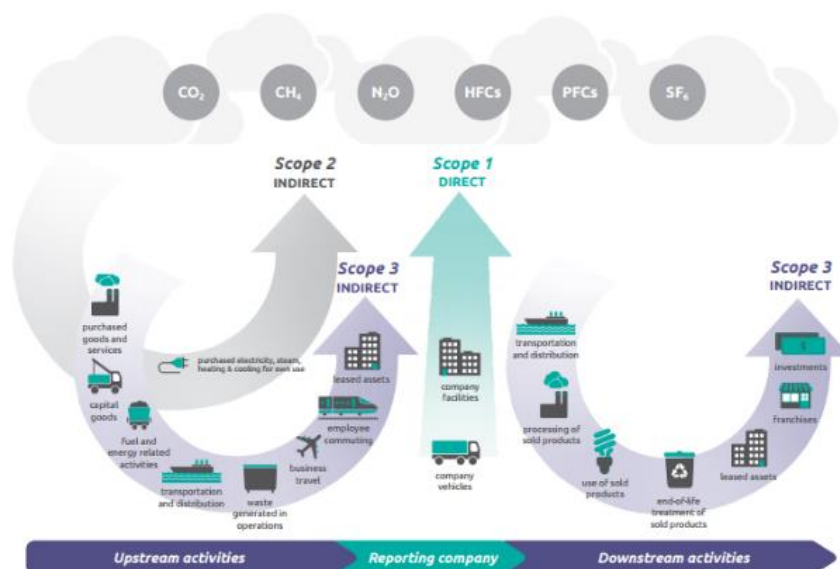 CO₂
CH₄
N₂O
HFCs
PFCs
SF₆
Scope 2
INDIRECT
Scope 1
DIRECT
Scope 3
INDIRECT
Scope 3
INDIRECT
purchased
goods and
services
capital
goods
fuel and
energy related
activities
transportation
and distribution
waste
generated in
operations
business
travel
employee
commuting
leased assets
purchased electricity, steam,
heating & cooling for own use
company
facilities
company
vehicles
transportation
and distribution
processing of
sold products
use of sold
products
end-of-life
treatment of
sold products
leased assets
franchises
investments
Upstream activities
Reporting company
Downstream activities